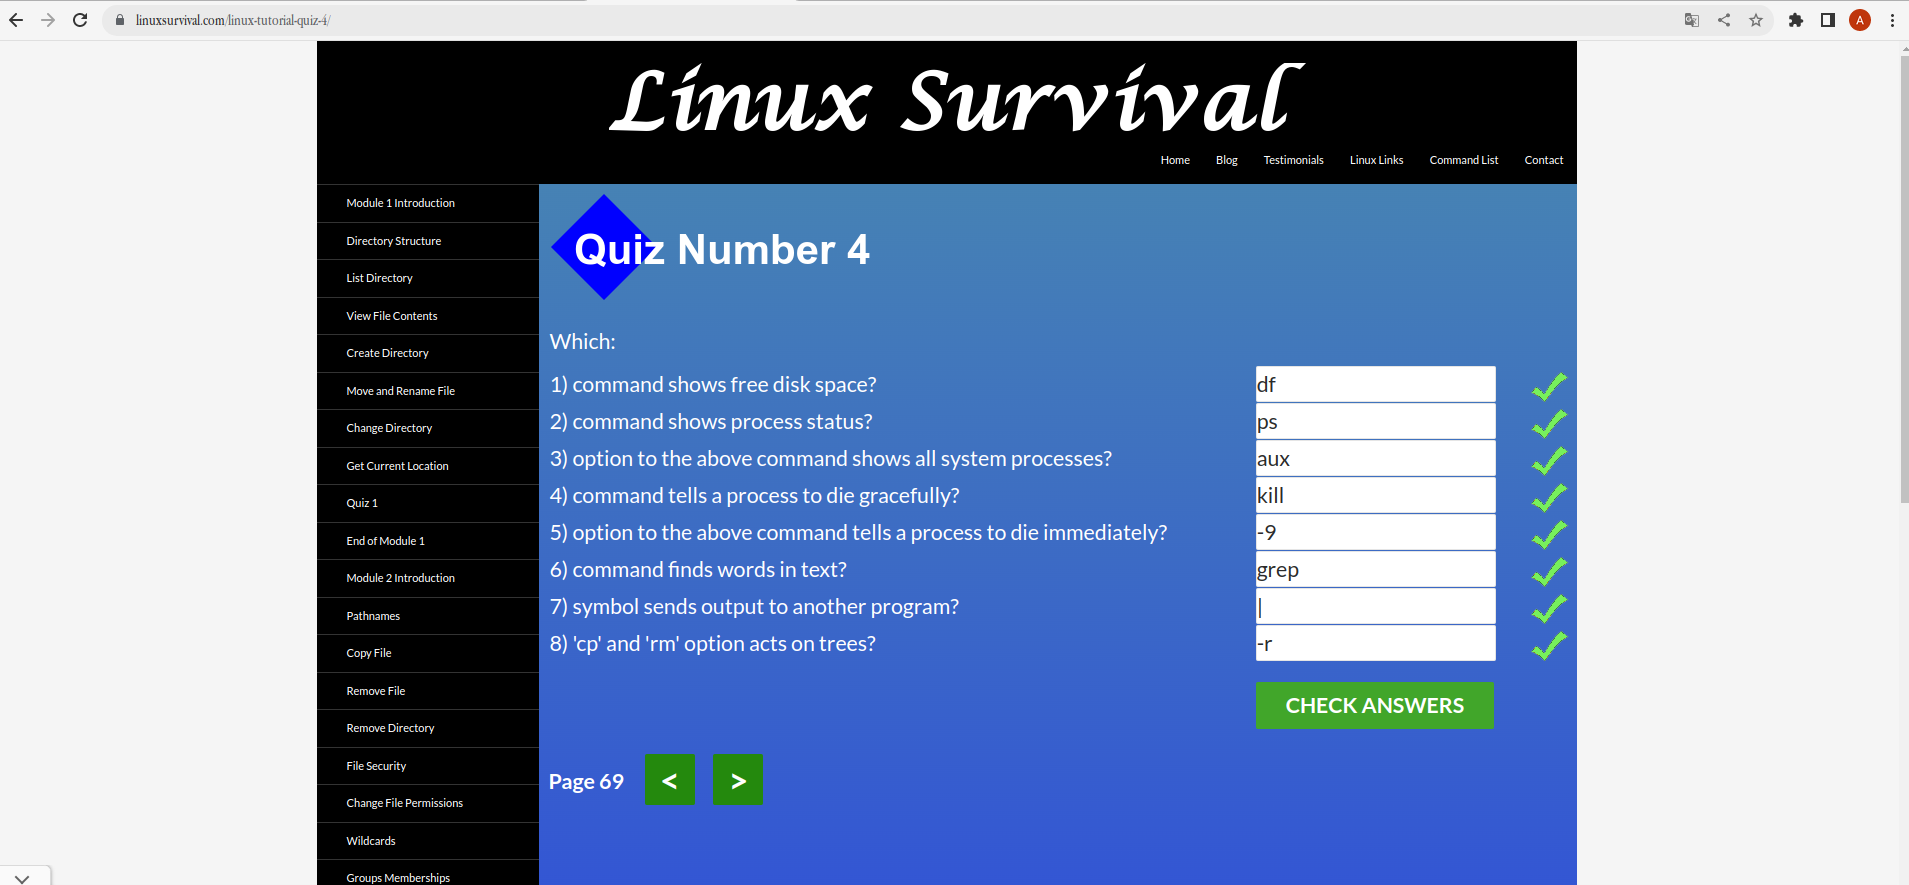 linuxsurvival.com/linux-tutorial-quiz-4/
A
Linux Survival
Home Blog Testimonials Linux Links Command List Contact
Module 1 Introduction
Directory Structure
List Directory
View File Contents
Create Directory
Move and Rename File
Change Directory
Get Current Location
Quiz 1
End of Module 1
Module 2 Introduction
Pathnames
Copy File
Remove File
Remove Directory
File Security
Change File Permissions
Wildcards
Groups Memberships
Quiz Number 4
Which:
1) command shows free disk space? df
2) command shows process status? ps
3) option to the above command shows all system processes? aux
4) command tells a process to die gracefully? kill
5) option to the above command tells a process to die immediately? -9
6) command finds words in text? grep
7) symbol sends output to another program? |
8) 'cp' and 'rm' option acts on trees? -r
CHECK ANSWERS
Page 69 < >